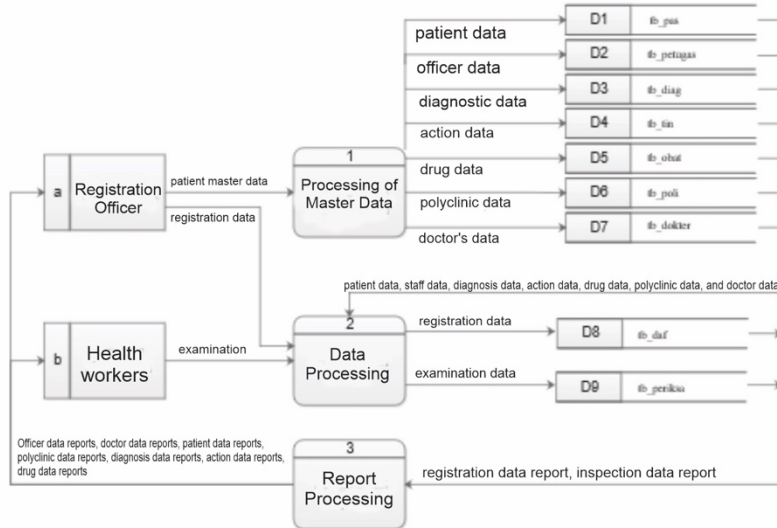 patient data
D1 tb_pas
officer data
D2 tb_petugas
diagnostic data
D3 tb_diag
action data
D4 tb_tin
drug data
D5 tb_obat
polyclinic data
D6 tb_poli
doctor's data
D7 tb_dokter
a
Registration
Officer
patient master data
registration data
1
Processing of
Master Data
patient data, staff data, diagnosis data, action data, drug data, polyclinic data, and doctor data
b
Health
workers
examination
2
Data
Processing
registration data
D8 tb_daf
examination data
D9 tb_periksa
Officer data reports, doctor data reports, patient data reports,
polyclinic data reports, diagnosis data reports, action data reports,
drug data reports
3
Report
Processing
registration data report, inspection data report